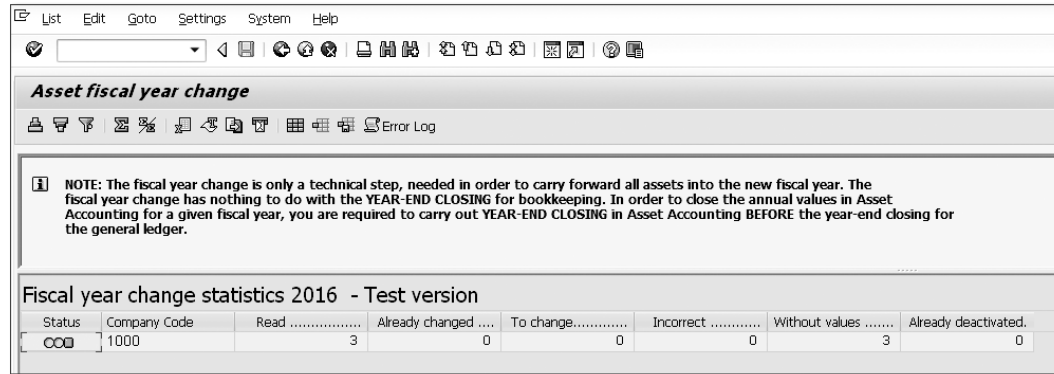 List Edit Goto Settings System Help
Asset fiscal year change
Error Log
NOTE: The fiscal year change is only a technical step, needed in order to carry forward all assets into the new fiscal year. The
fiscal year change has nothing to do with the YEAR-END CLOSING for bookkeeping. In order to close the annual values in Asset
Accounting for a given fiscal year, you are required to carry out YEAR-END CLOSING in Asset Accounting BEFORE the year-end closing for
the general ledger.
Fiscal year change statistics 2016 - Test version
Status Company Code Read ................. Already changed .... To change............. Incorrect ............ Without values ....... Already deactivated.
1000 3 0 0 0 3 0